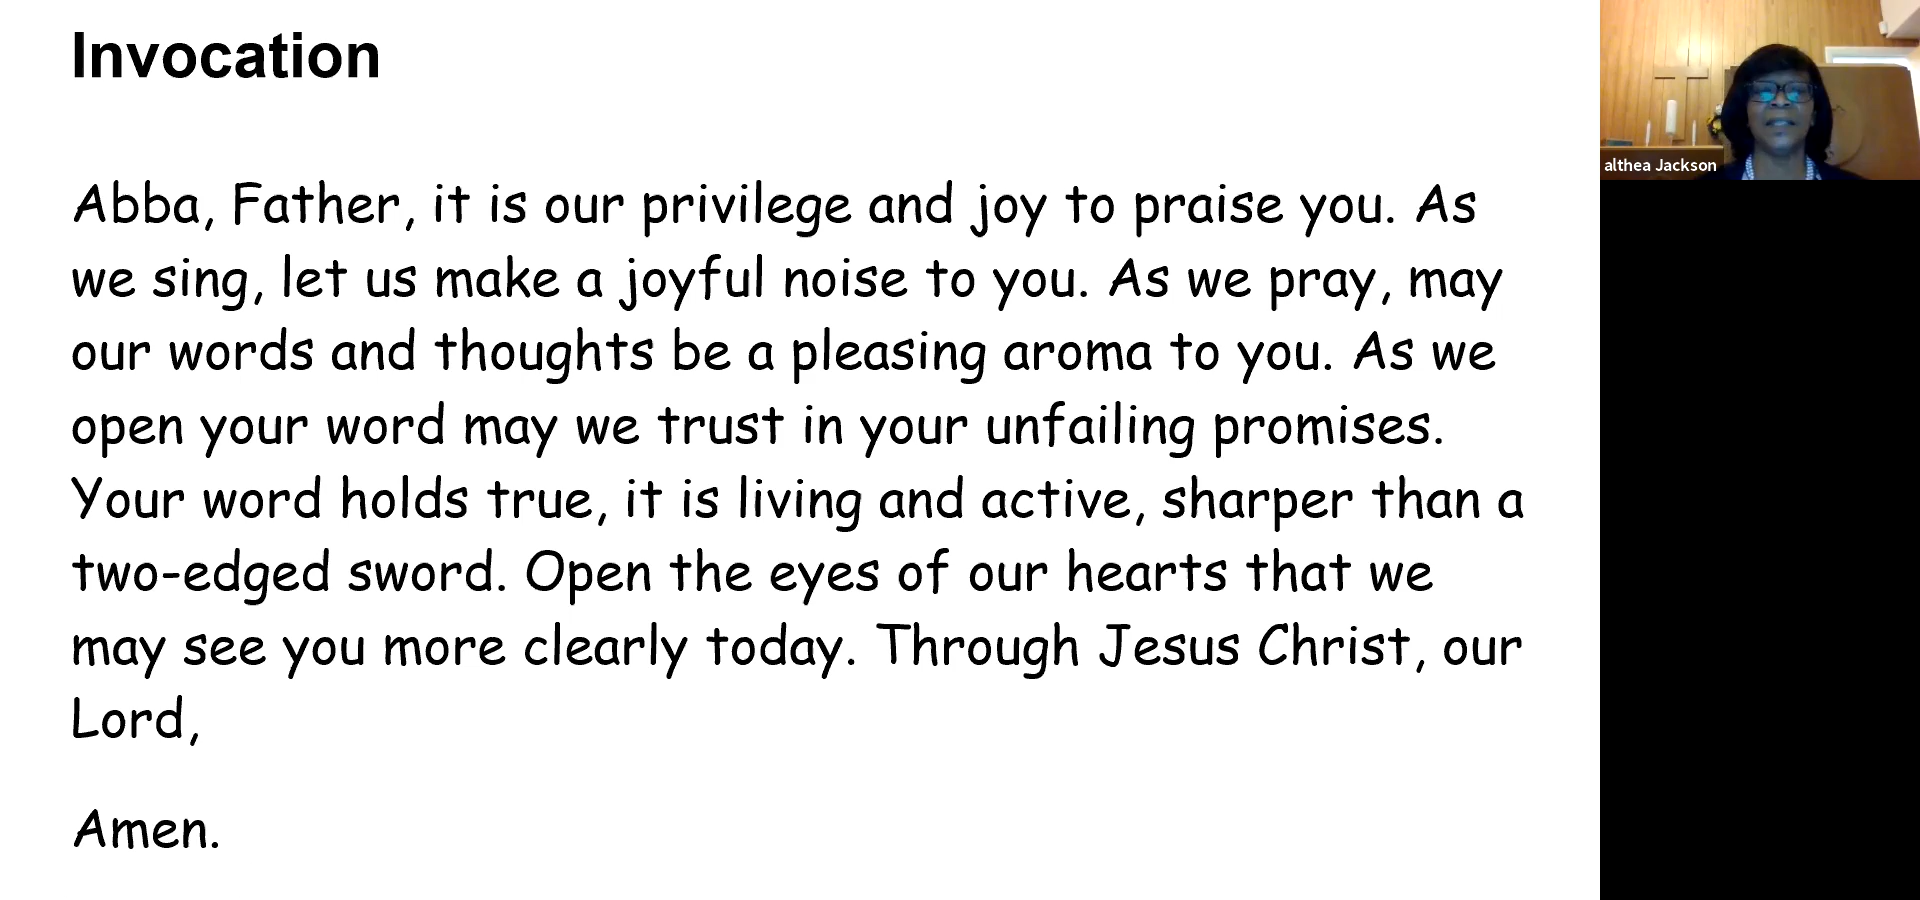 Invocation
Abba, Father, it is our privilege and joy to praise you. As
we sing, let us make a joyful noise to you. As we pray, may
our words and thoughts be a pleasing aroma to you. As we
open your word may we trust in your unfailing promises.
Your word holds true, it is living and active, sharper than a
two-edged sword. Open the eyes of our hearts that we
may see you more clearly today. Through Jesus Christ, our
Lord,
Amen.
althea Jackson